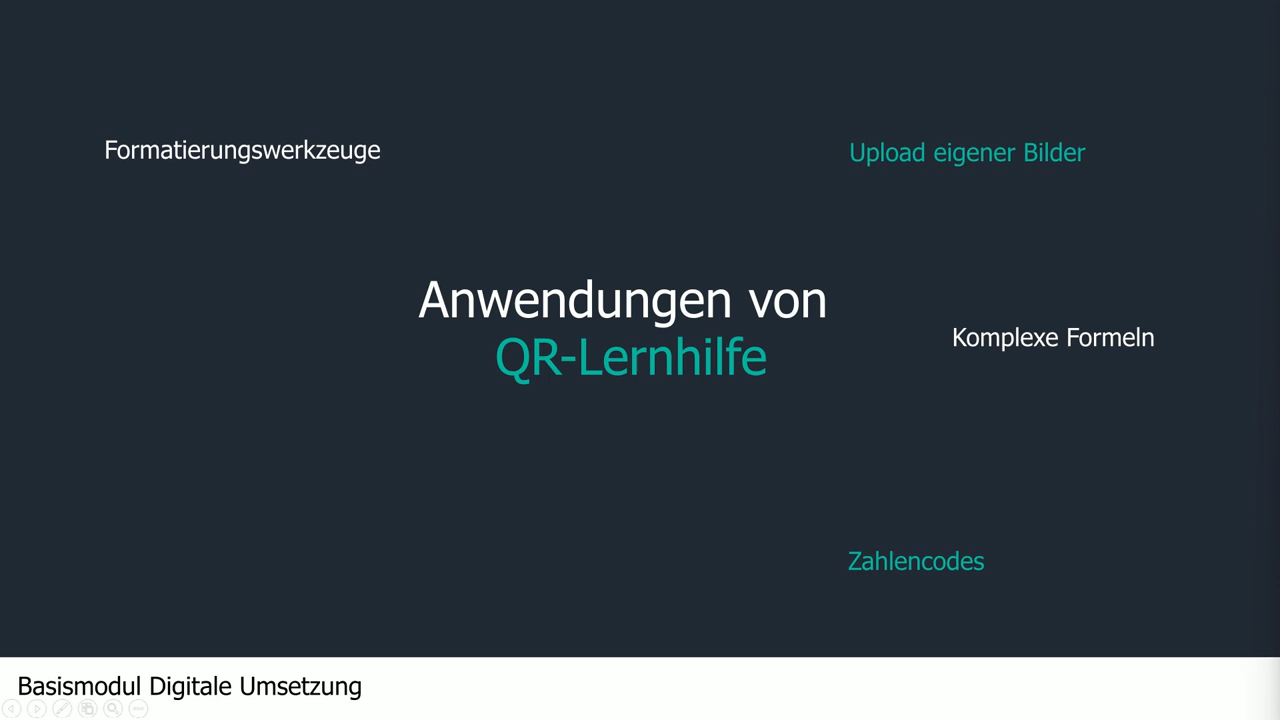 Formatierungswerkzeuge
Upload eigener Bilder
Anwendungen von
QR-Lernhilfe
Komplexe Formeln
Zahlencodes
Basismodul Digitale Umsetzung